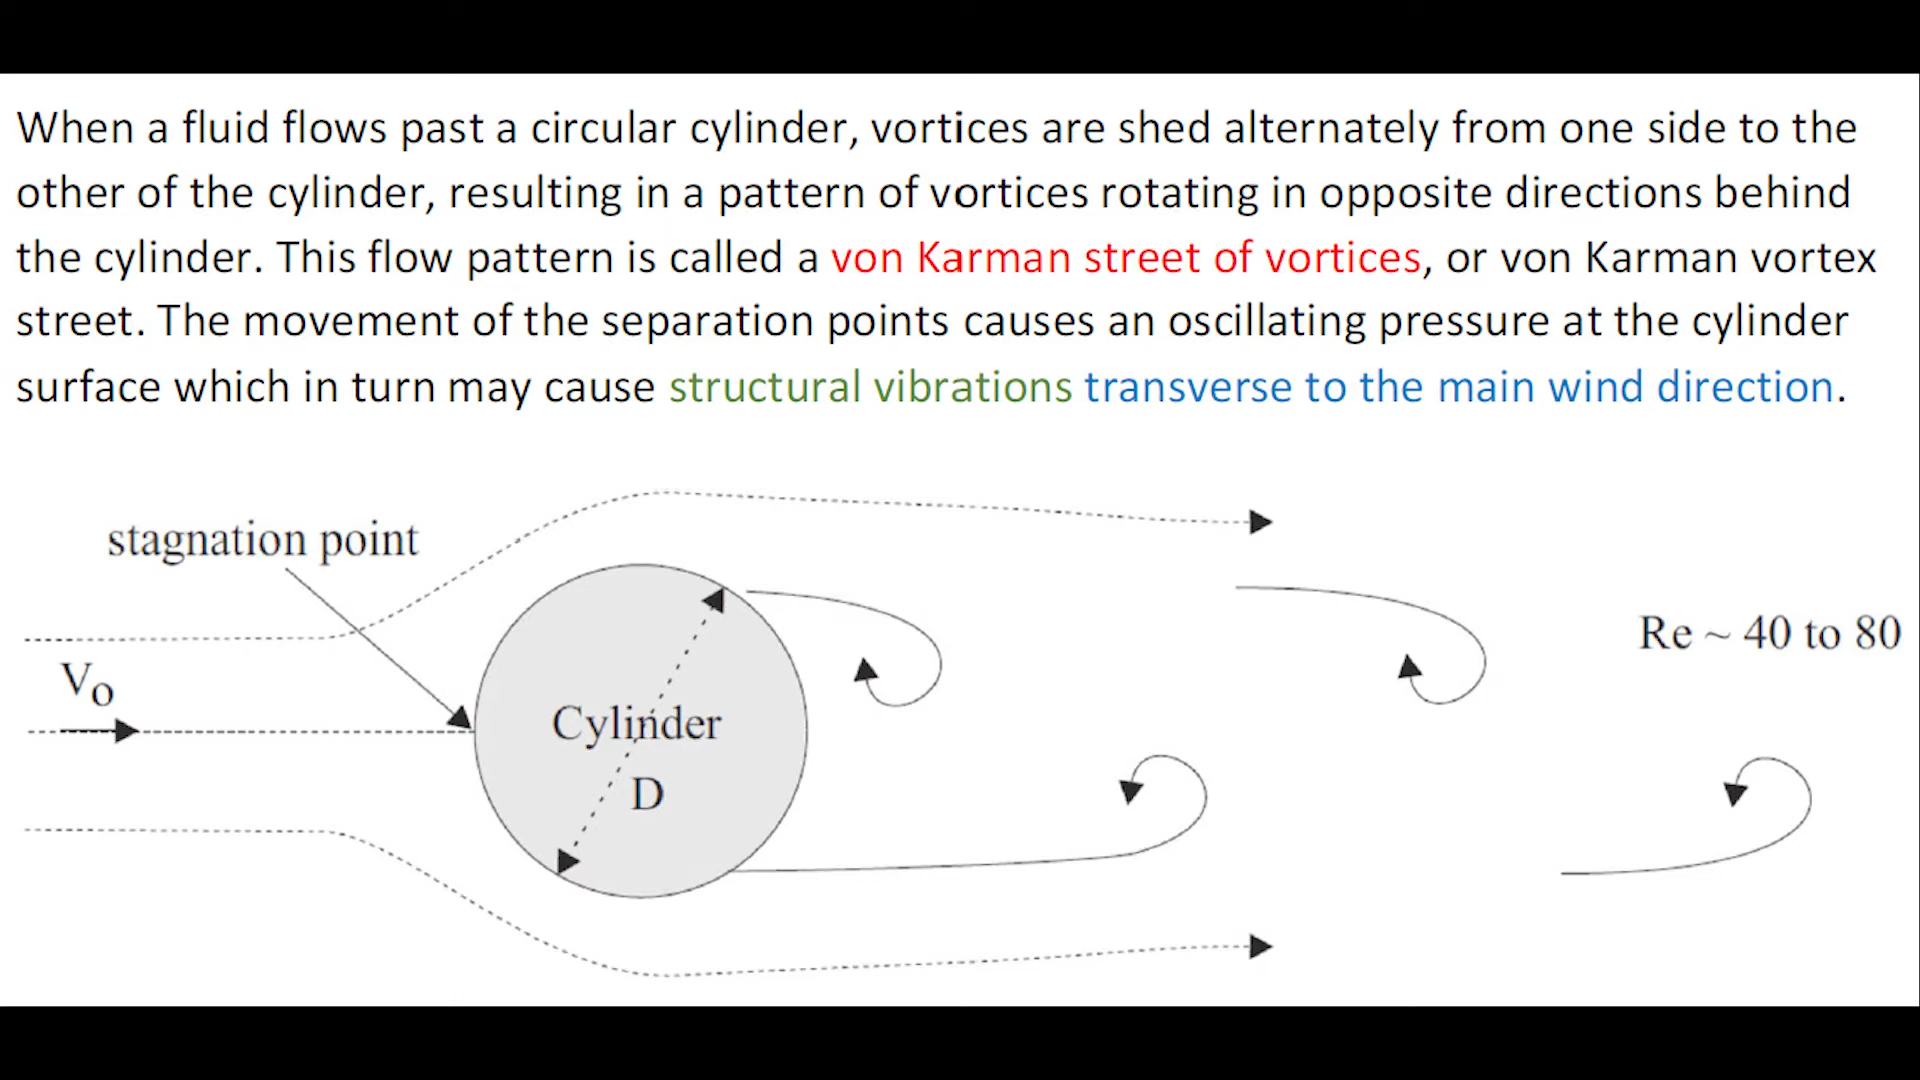 When a fluid flows past a circular cylinder, vortices are shed alternately from one side to the
other of the cylinder, resulting in a pattern of vortices rotating in opposite directions behind
the cylinder. This flow pattern is called a von Karman street of vortices, or von Karman vortex
street. The movement of the separation points causes an oscillating pressure at the cylinder
surface which in turn may cause structural vibrations transverse to the main wind direction.
stagnation point
Re ~ 40 to 80
Vo
Cylinder
D